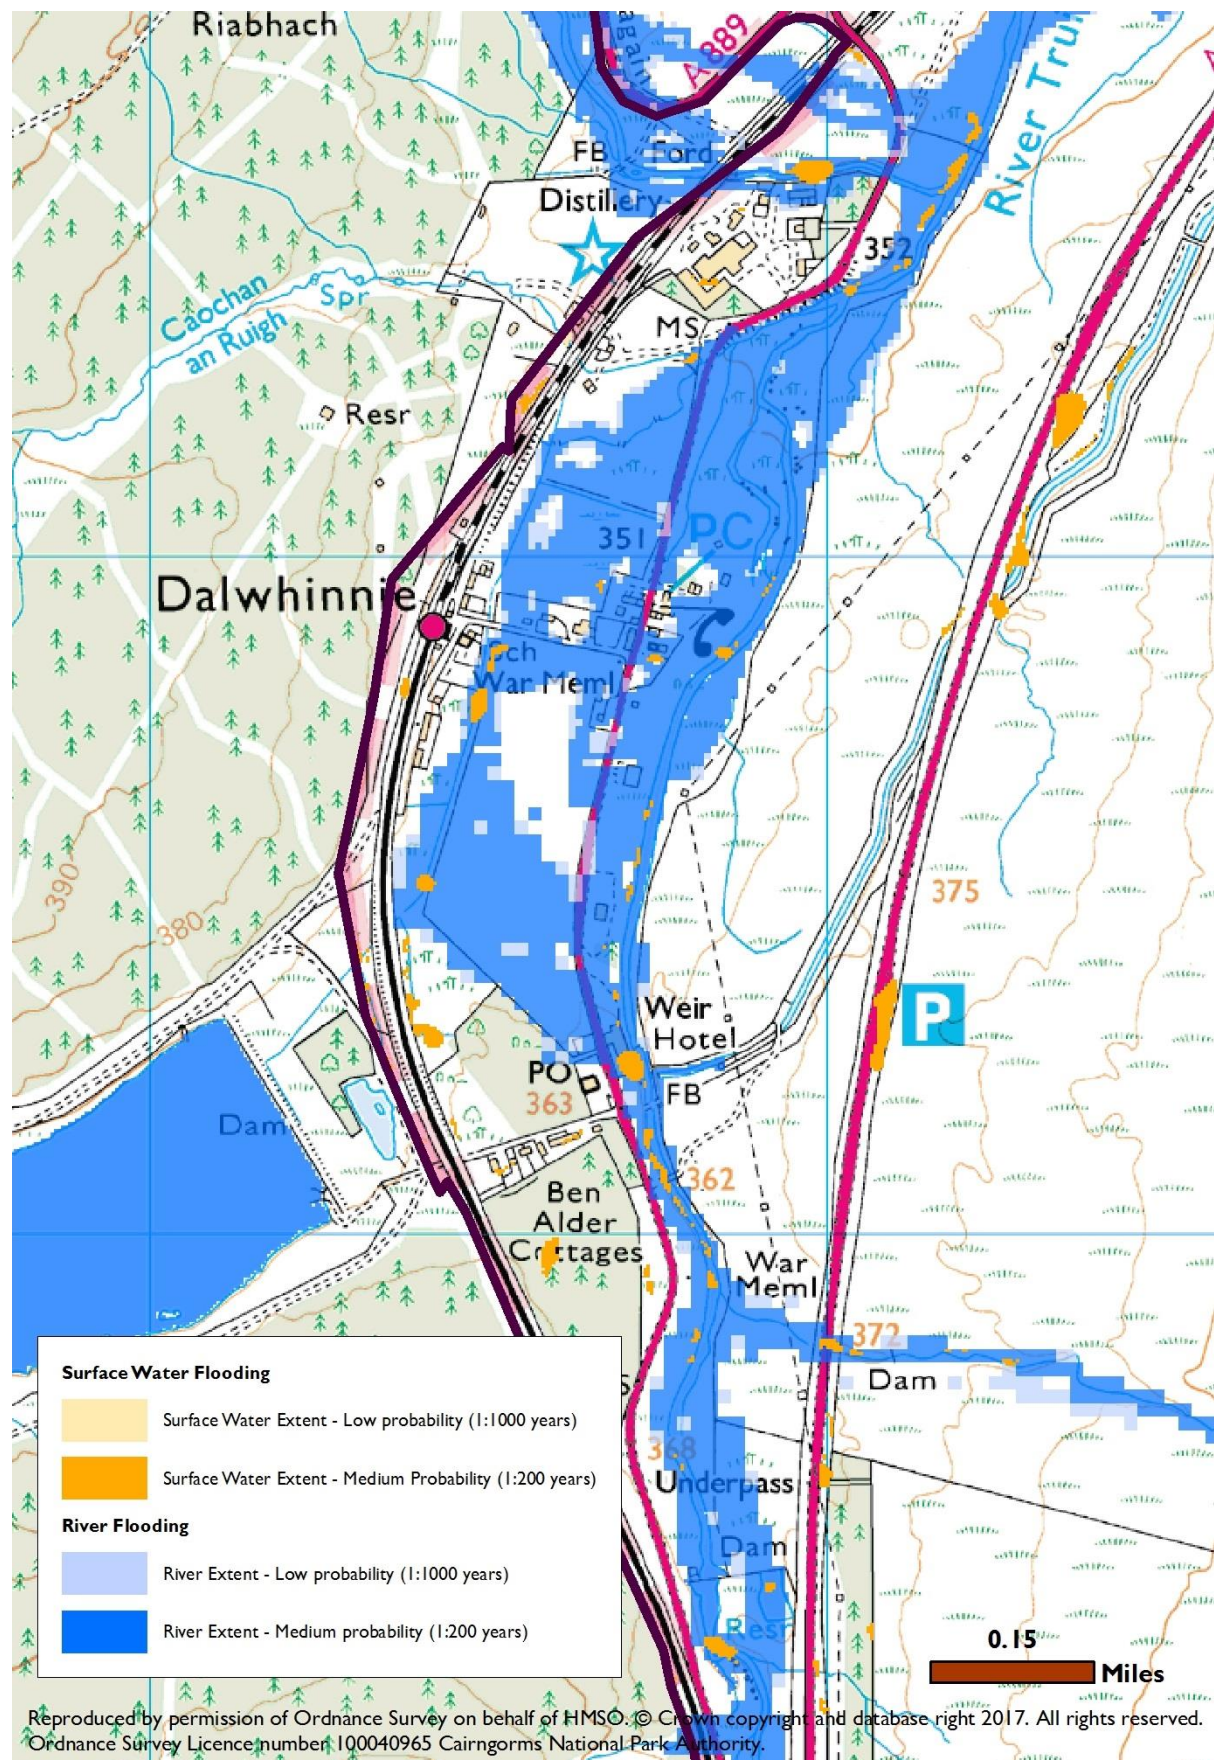 Riabhach
A 889
River Trui
FB
Ford
Distillery
352
Caochan
an Ruigh
Spr
MS
Resr
351
PC
Dalwhinnie
Sch
War Meml
390
380
375
P
Weir
Hotel
PO
363
FB
Dam
362
Ben
Alder
Cottages
War
Meml
372
Dam
368
Underpass
Dam
Resr
Surface Water Flooding
Surface Water Extent - Low probability (1:1000 years)
Surface Water Extent - Medium Probability (1:200 years)
River Flooding
River Extent - Low probability (1:1000 years)
River Extent - Medium probability (1:200 years)
0.15
Miles
Reproduced by permission of Ordnance Survey on behalf of HMSO. © Crown copyright and database right 2017. All rights reserved.
Ordnance Survey Licence number 100040965 Cairngorms National Park Authority.